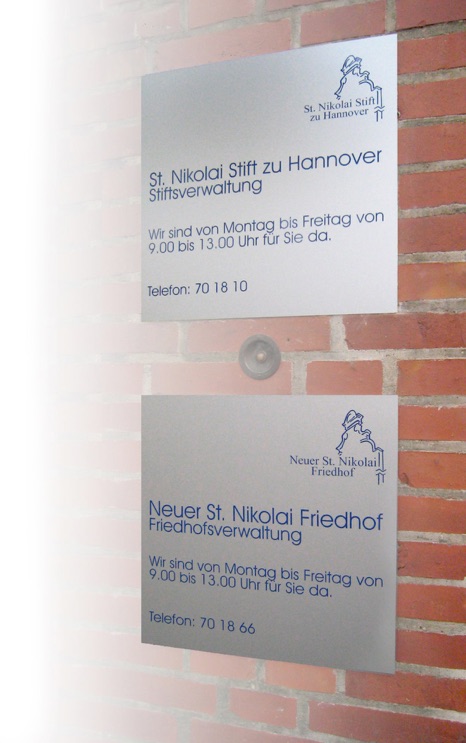 St. Nikolai Stift
zu Hannover
St. Nikolai Stift zu Hannover
Stiftsverwaltung
Wir sind von Montag bis Freitag von
9.00 bis 13.00 Uhr für Sie da.
Telefon: 70 18 10
Neuer St. Nikolai
Friedhof
Neuer St. Nikolai Friedhof
Friedhofsverwaltung
Wir sind von Montag bis Freitag von
9.00 bis 13.00 Uhr für Sie da.
Telefon: 70 18 66